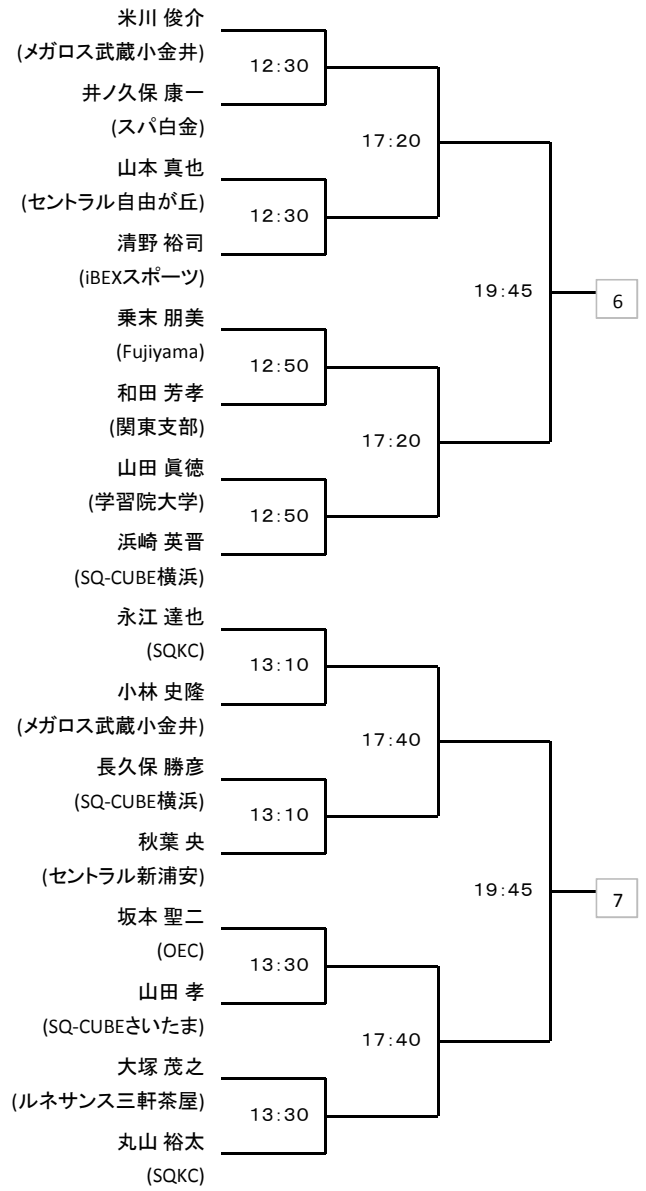 米川 俊介
(メガロス武蔵小金井)
12:30
井ノ久保 康一
(スパ白金)
17:20
山本 真也
(セントラル自由が丘)
12:30
清野 裕司
(iBEXスポーツ)
19:45
6
乗末 朋美
(Fujiyama)
12:50
和田 芳孝
(関東支部)
17:20
山田 眞徳
(学習院大学)
12:50
浜崎 英晋
(SQ-CUBE横浜)
永江 達也
(SQKC)
13:10
小林 史隆
(メガロス武蔵小金井)
17:40
長久保 勝彦
(SQ-CUBE横浜)
13:10
秋葉 央
(セントラル新浦安)
19:45
7
坂本 聖二
(OEC)
13:30
山田 孝
(SQ-CUBEさいたま)
17:40
大塚 茂之
(ルネサンス三軒茶屋)
13:30
丸山 裕太
(SQKC)